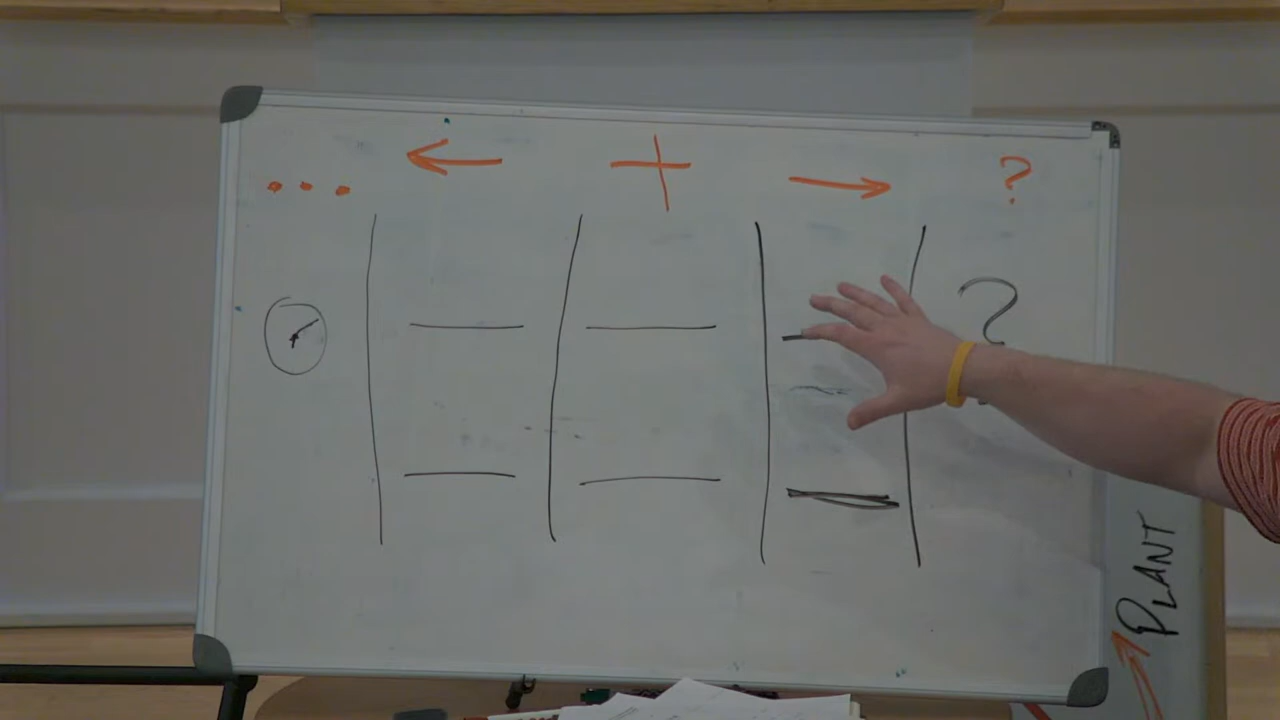 ... ← + → ?
?
PLANT